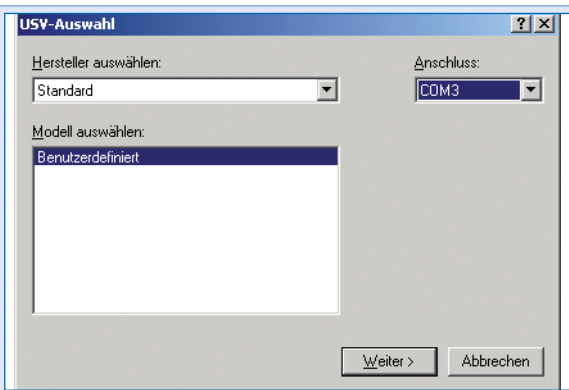 USV-Auswahl
Hersteller auswählen:
Anschluss:
Standard
COM3
Modell auswählen:
Benutzerdefiniert
Weiter >
Abbrechen